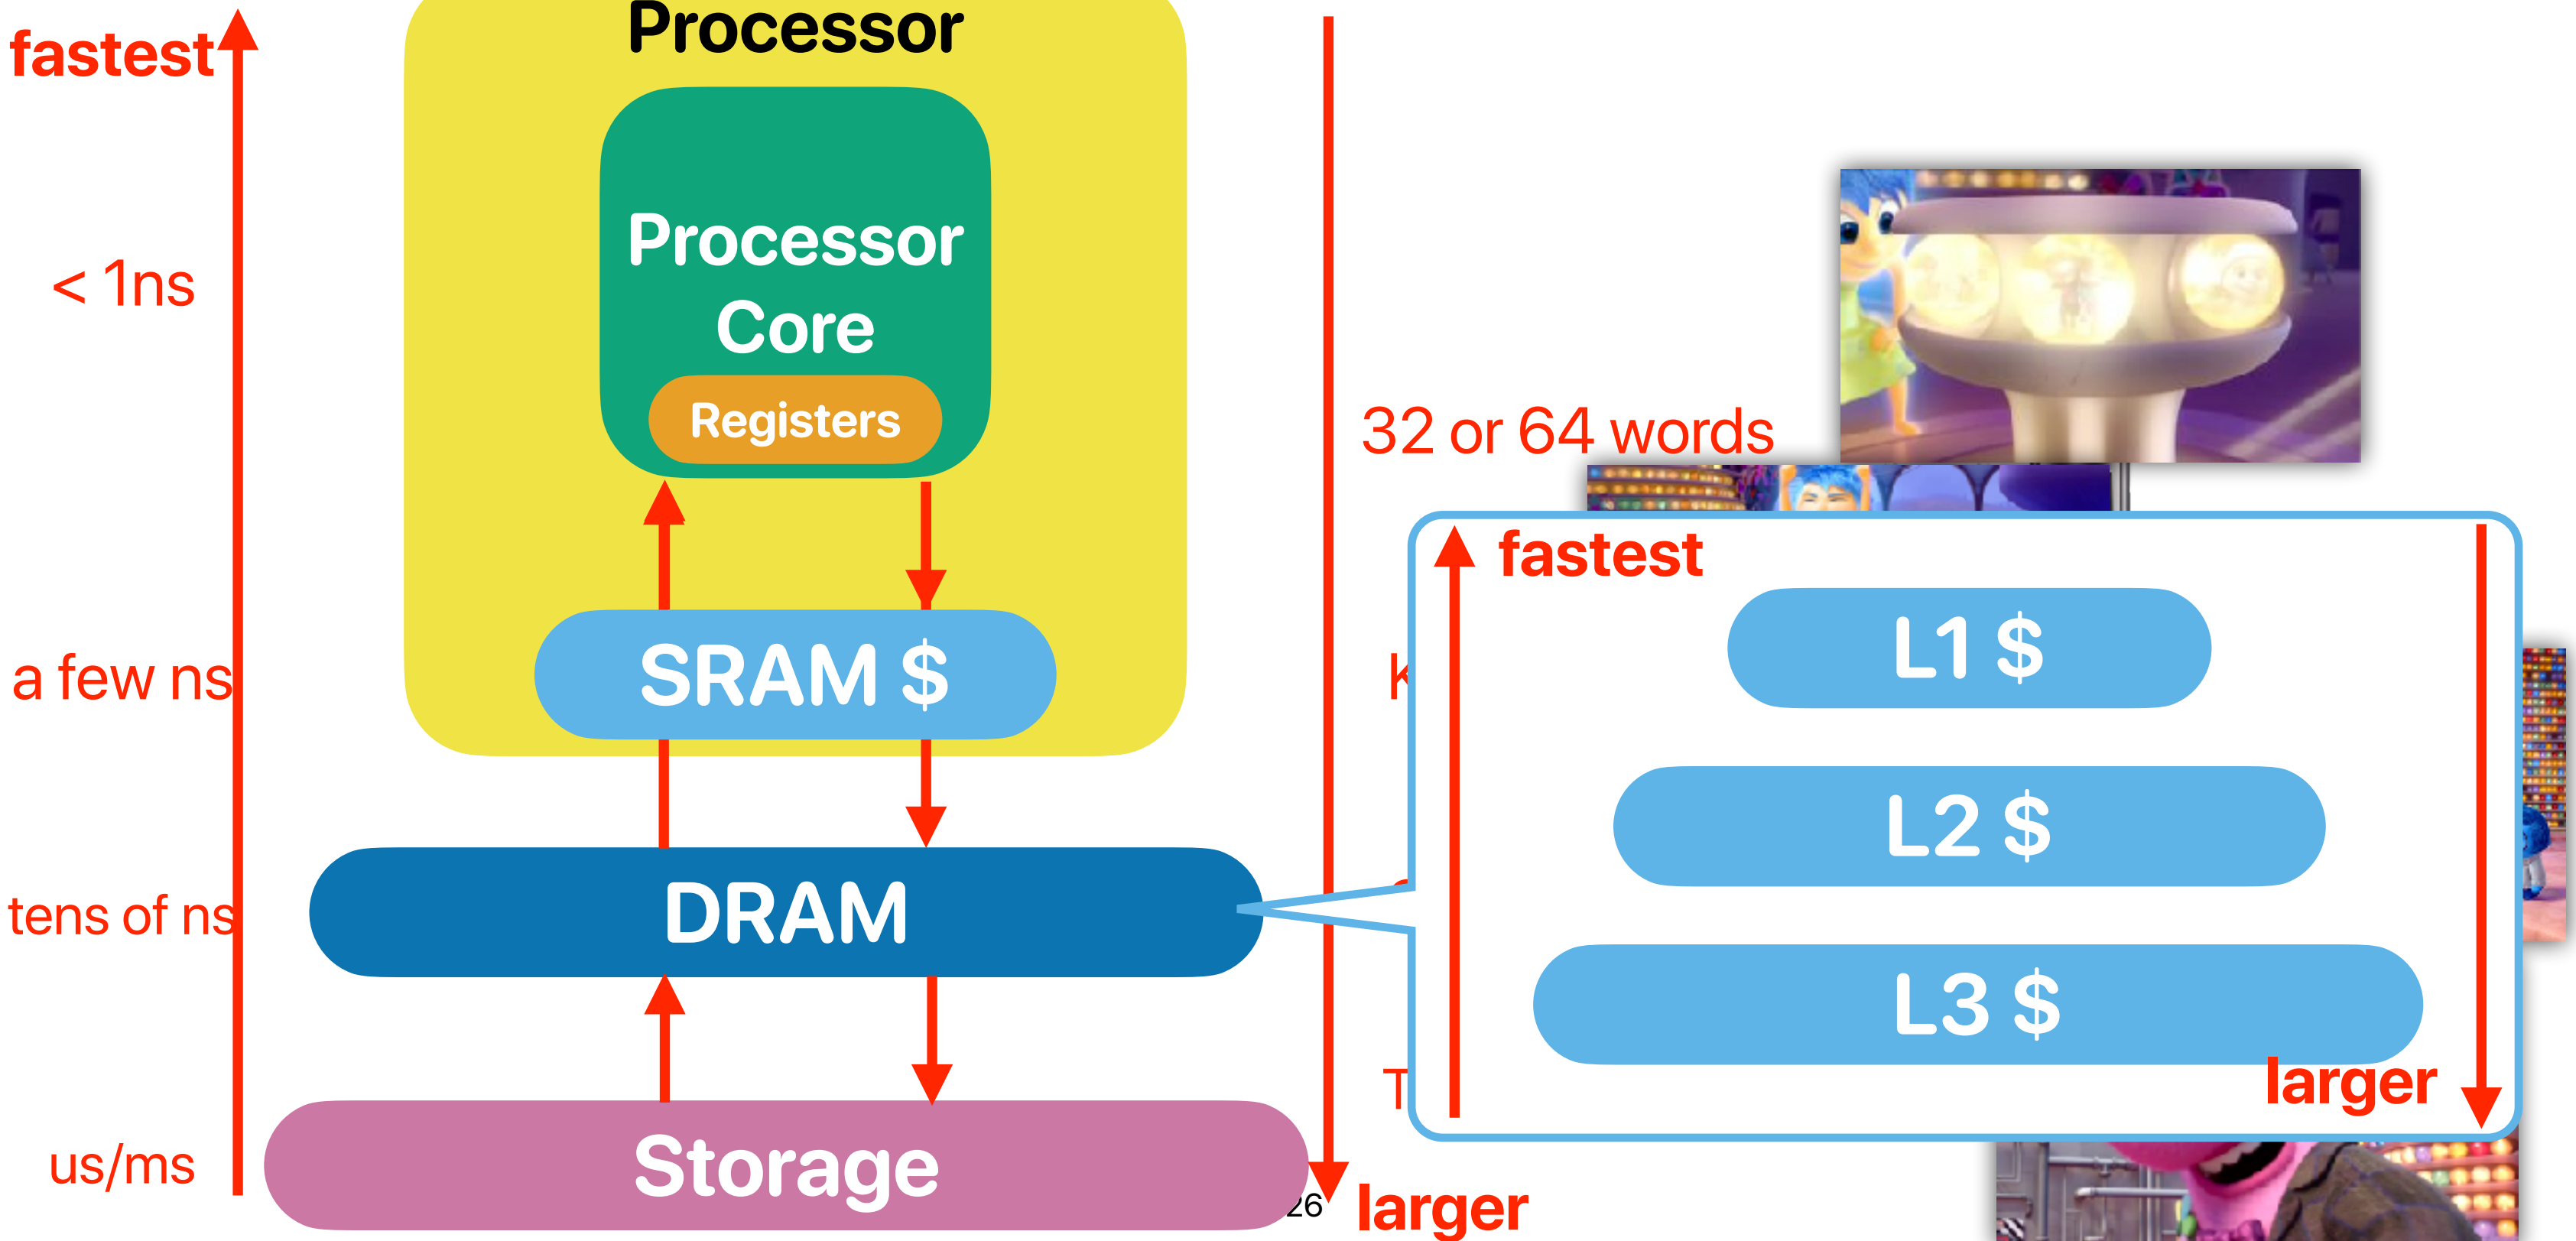 Processor
fastest
Processor
Core
< 1ns
Registers
32 or 64 words
fastest
L1 $
SRAM $
a few ns
L2 $
DRAM
tens of ns
L3 $
larger
Storage
us/ms
26
larger